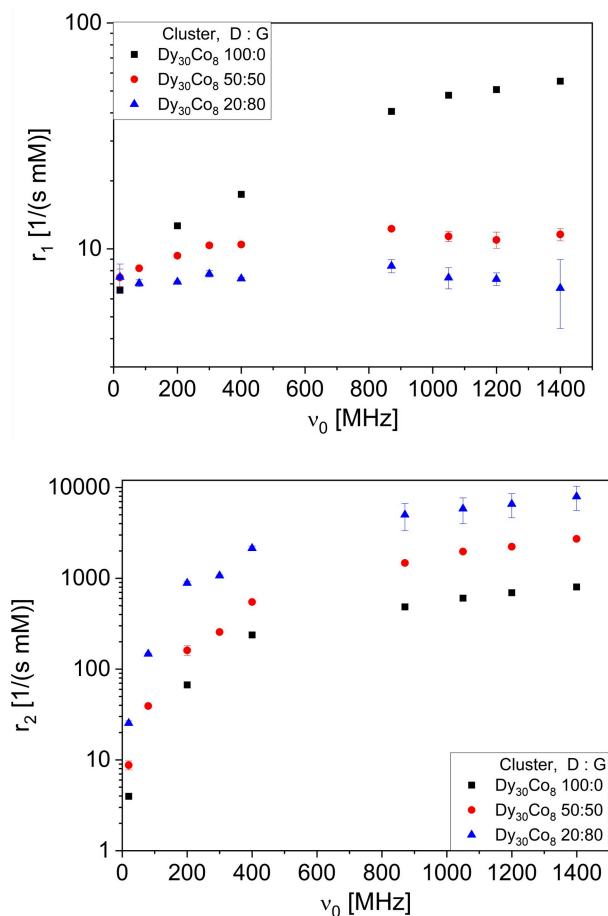 100
Cluster, D : G
Dy30Co8 100:0
Dy30Co8 50:50
Dy30Co8 20:80
r1 [1/(s mM)]
10
0 200 400 600 800 1000 1200 1400
ν0 [MHz]
10000
1000
r2 [1/(s mM)]
100
10
Cluster, D : G
Dy30Co8 100:0
Dy30Co8 50:50
Dy30Co8 20:80
1
0 200 400 600 800 1000 1200 1400
ν0 [MHz]